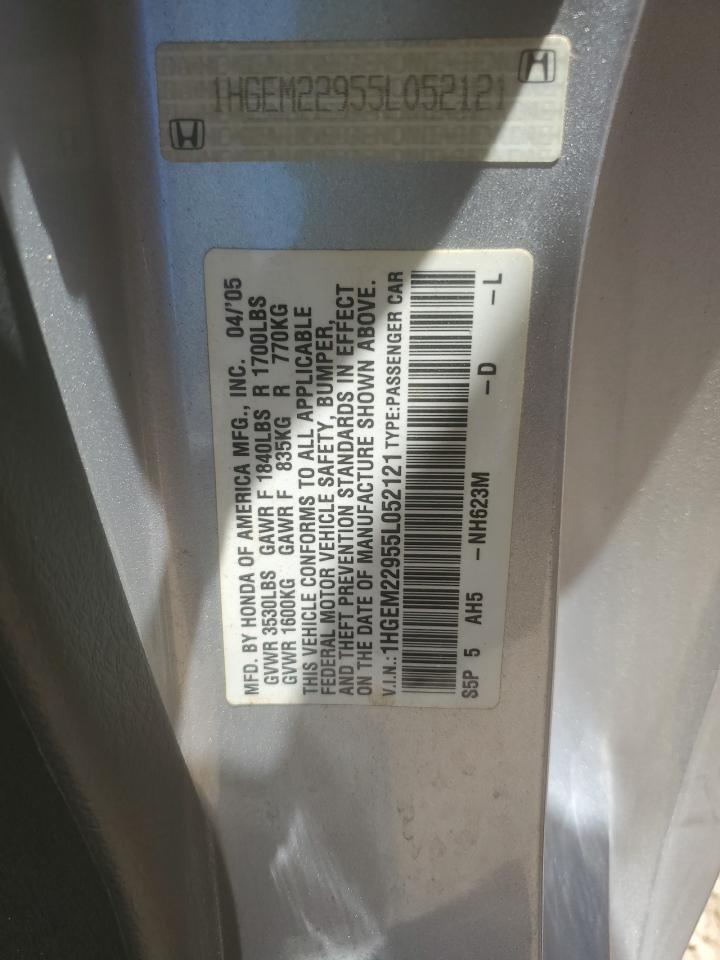 1HGEM22955L052121
MFD. BY HONDA OF AMERICA MFG., INC. 04/'05
GVWR 3530LBS GAWR F 1840LBS R 1700LBS
GVWR 1600KG GAWR F 835KG R 770KG
THIS VEHICLE CONFORMS TO ALL APPLICABLE
FEDERAL MOTOR VEHICLE SAFETY, BUMPER,
AND THEFT PREVENTION STANDARDS IN EFFECT
ON THE DATE OF MANUFACTURE SHOWN ABOVE.
V.I.N.: 1HGEM22955L052121 TYPE:PASSENGER CAR
S5P 5 AH5 -NH623M -D -L